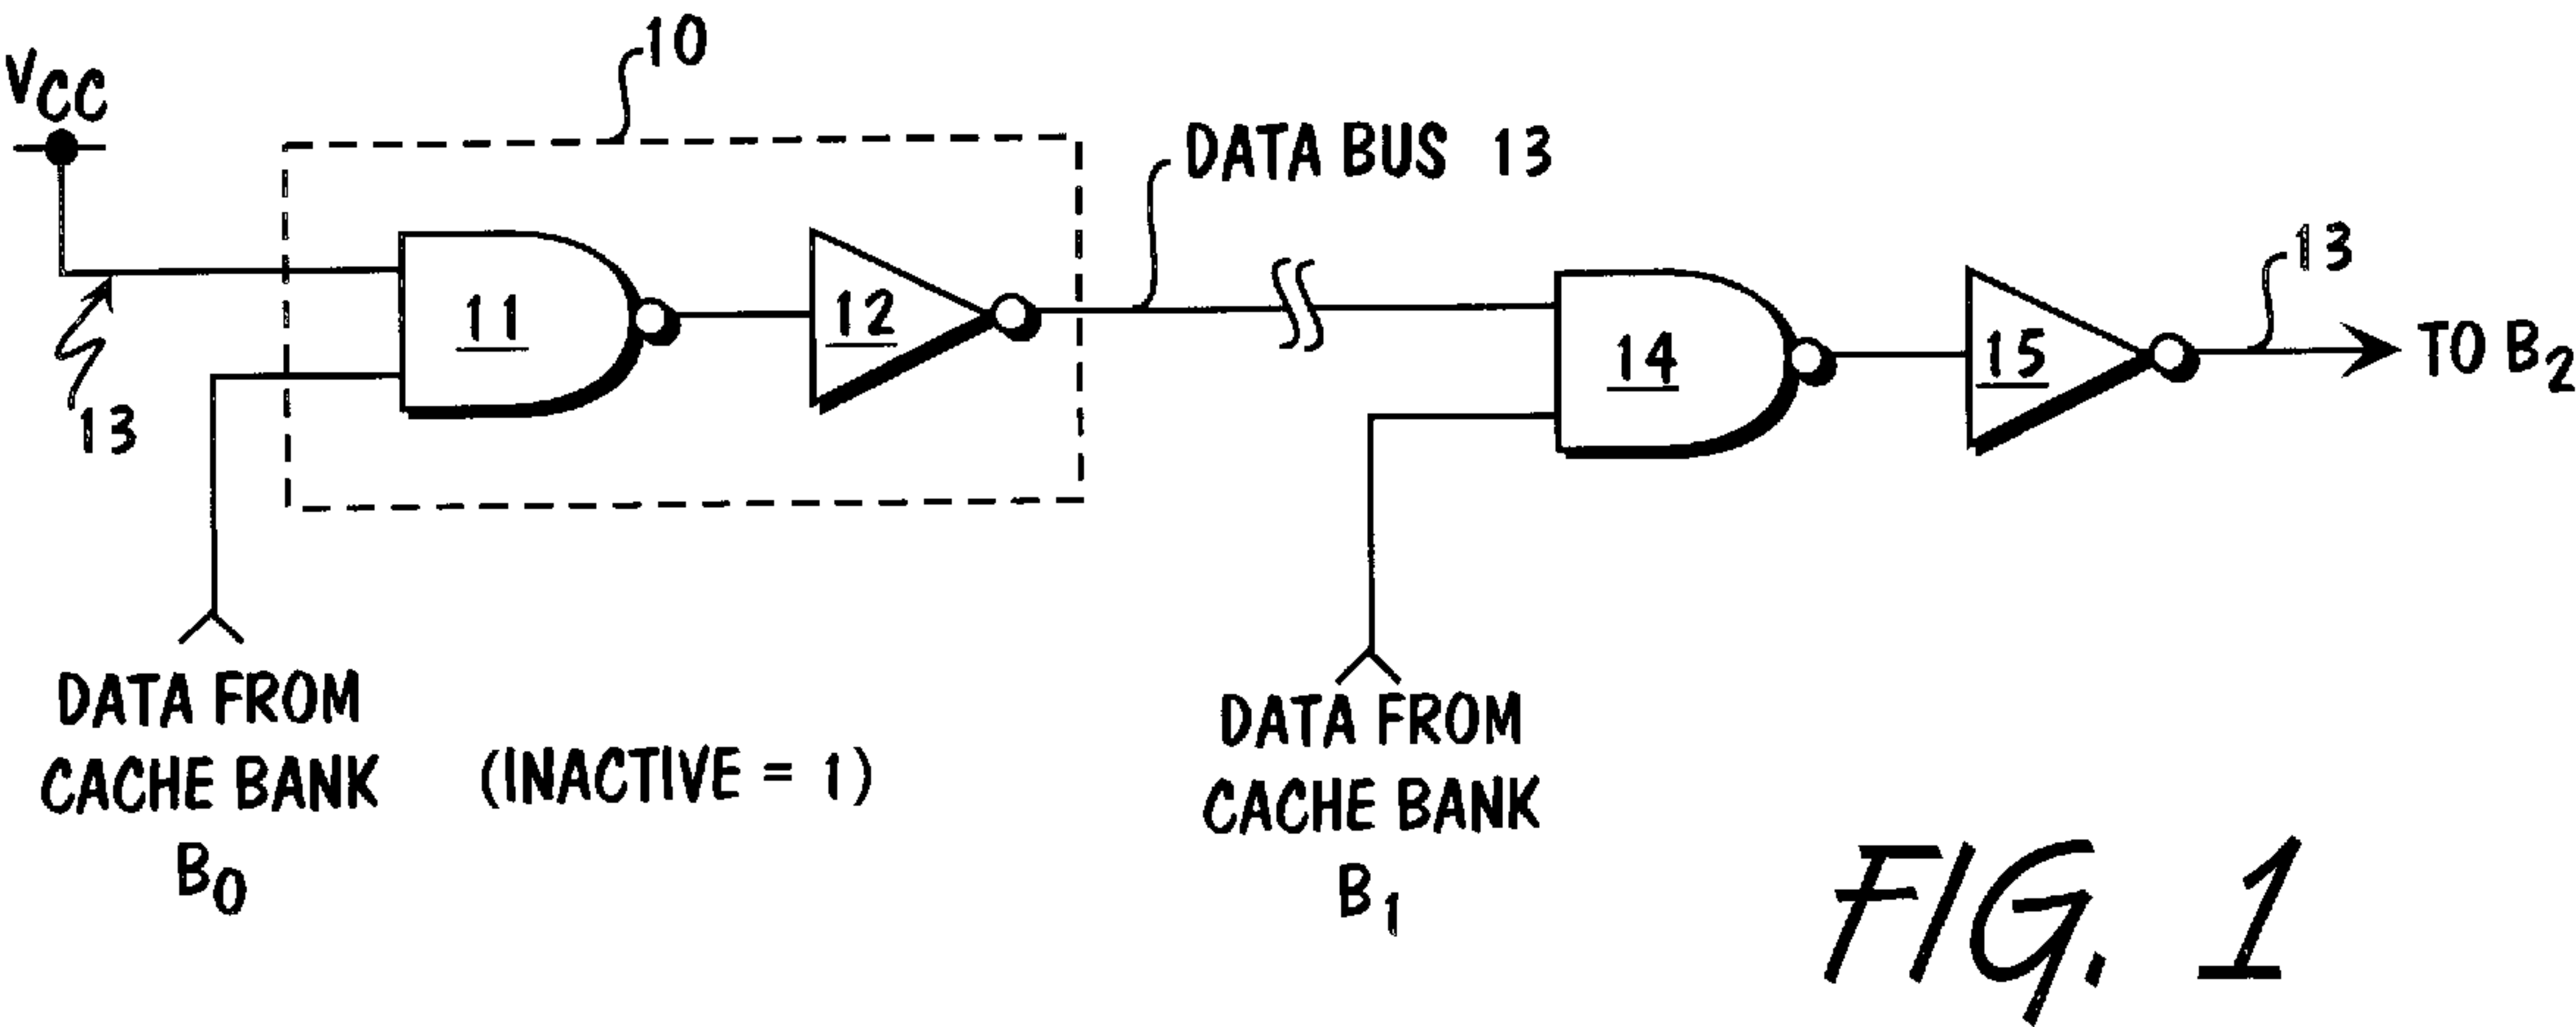 10
VCC
DATA BUS 13
13
11
12
14
15
TO B2
13
DATA FROM
CACHE BANK
B0
(INACTIVE = 1)
DATA FROM
CACHE BANK
B1
FIG. 1